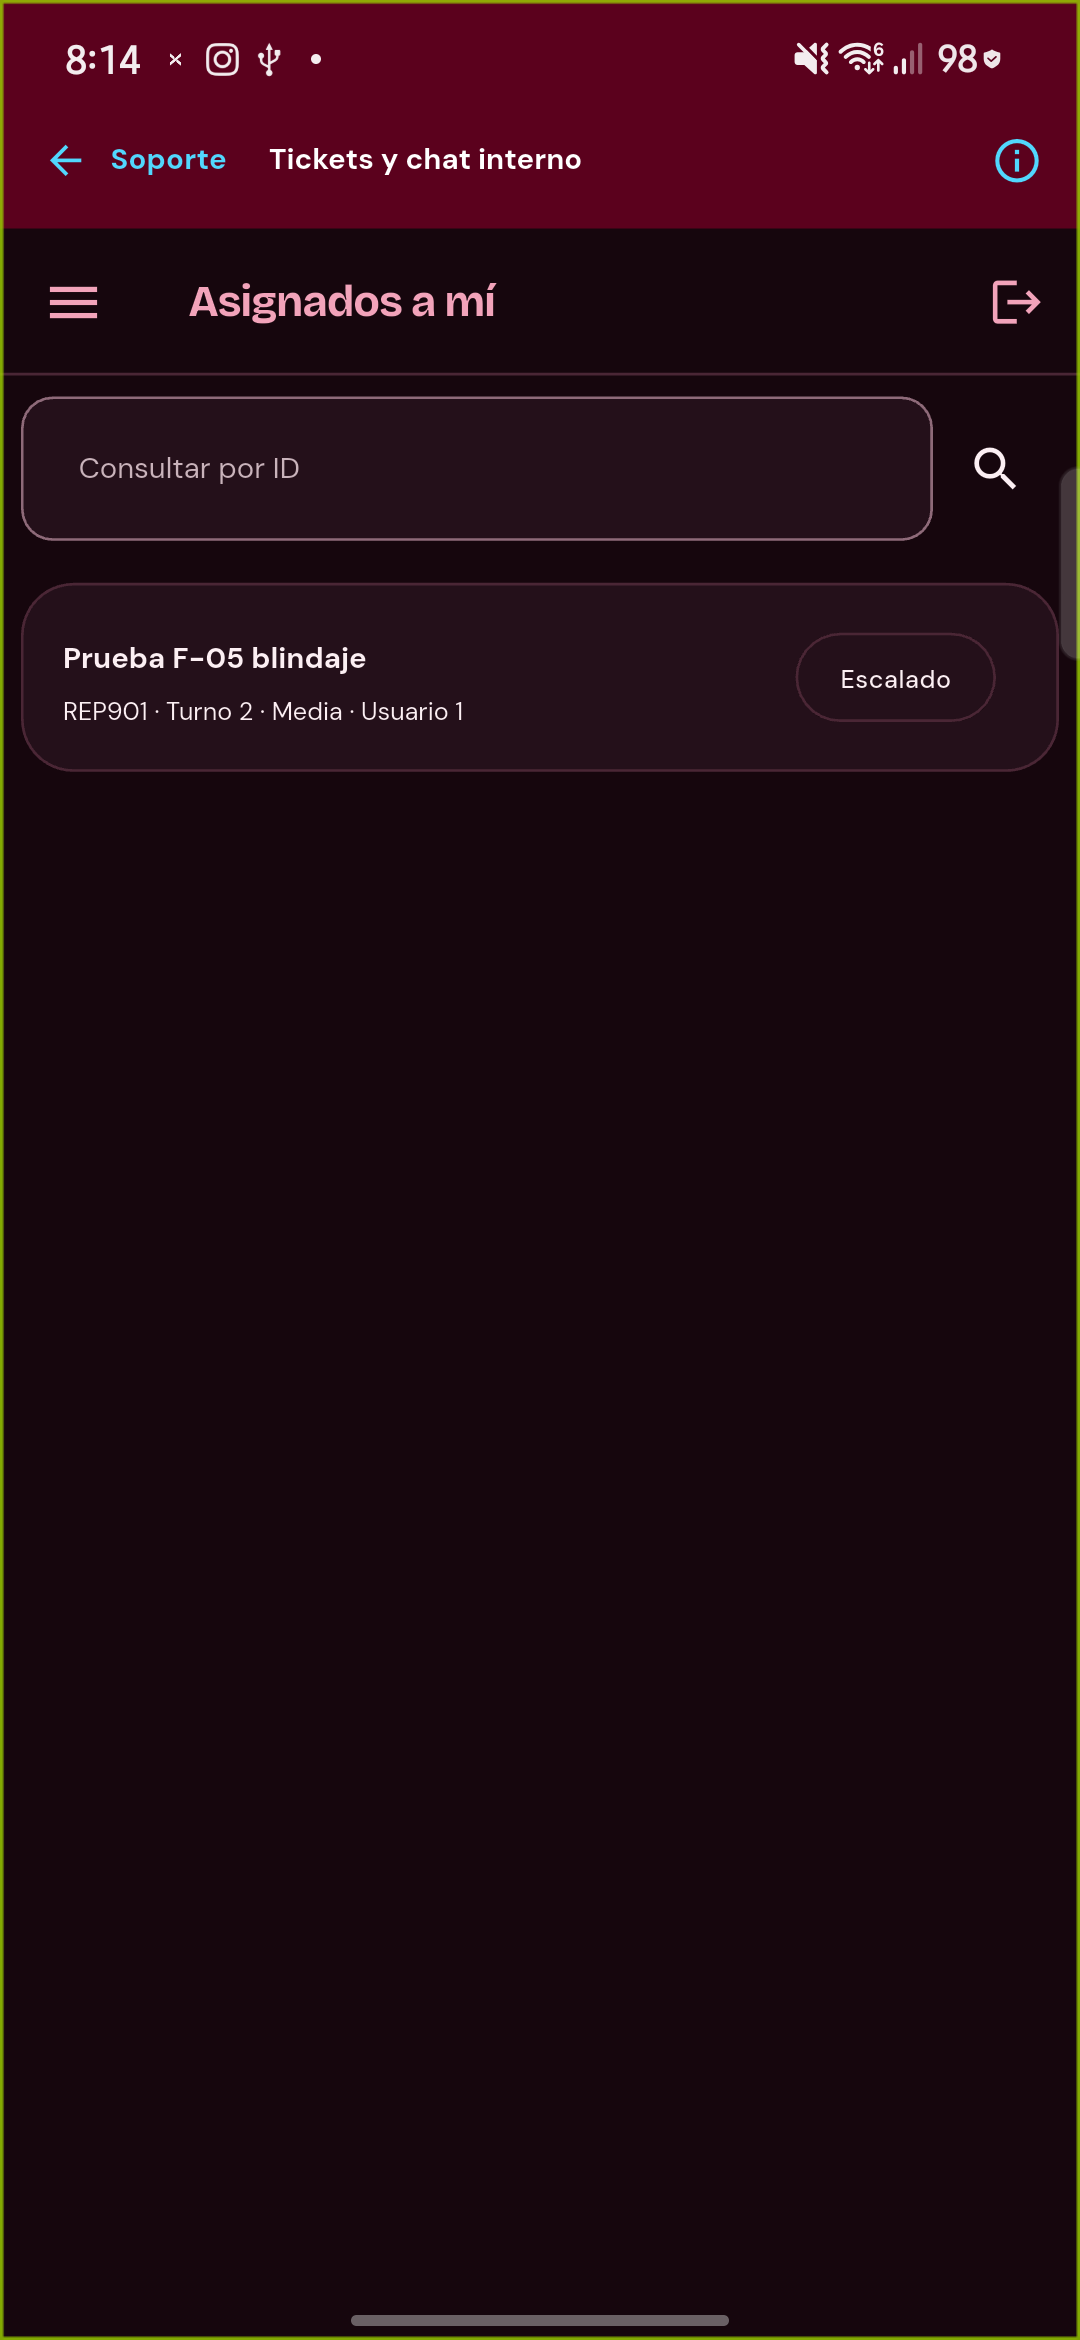 8:14
6
98
Soporte Tickets y chat interno
Asignados a mí
Consultar por ID
Prueba F-05 blindaje
REP901 · Turno 2 · Media · Usuario 1
Escalado